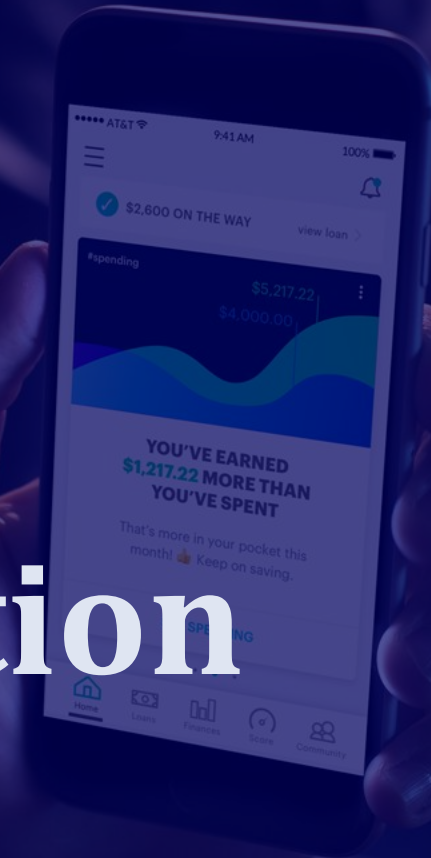 AT&T
9:41 AM
100%
$2,600 ON THE WAY
view loan
#spending
$5,217.22
$4,000.00
YOU'VE EARNED
$1,217.22 MORE THAN
YOU'VE SPENT
That's more in your pocket this
month! 👍 Keep on saving.
tion
Home
Loans
Finances
Score
Community